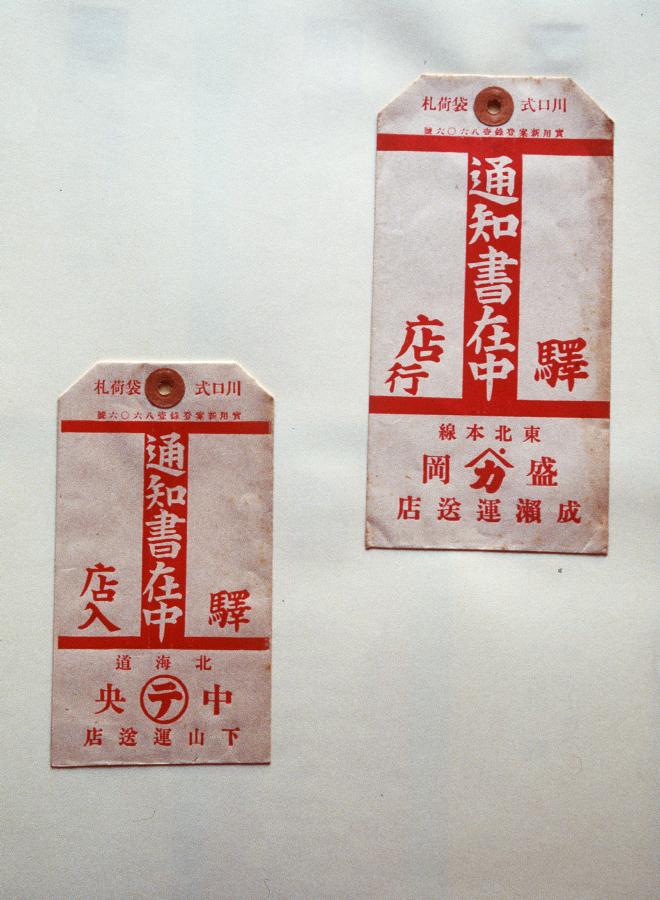 川口式 袋荷札
實用新案登錄壹八六〇六號
通知書在中
驛
店行
東北本線
盛 カ 岡
成瀨運送店
川口式 袋荷札
實用新案登錄壹八六〇六號
通知書在中
驛
店入
北海道
中 テ 央
下山運送店